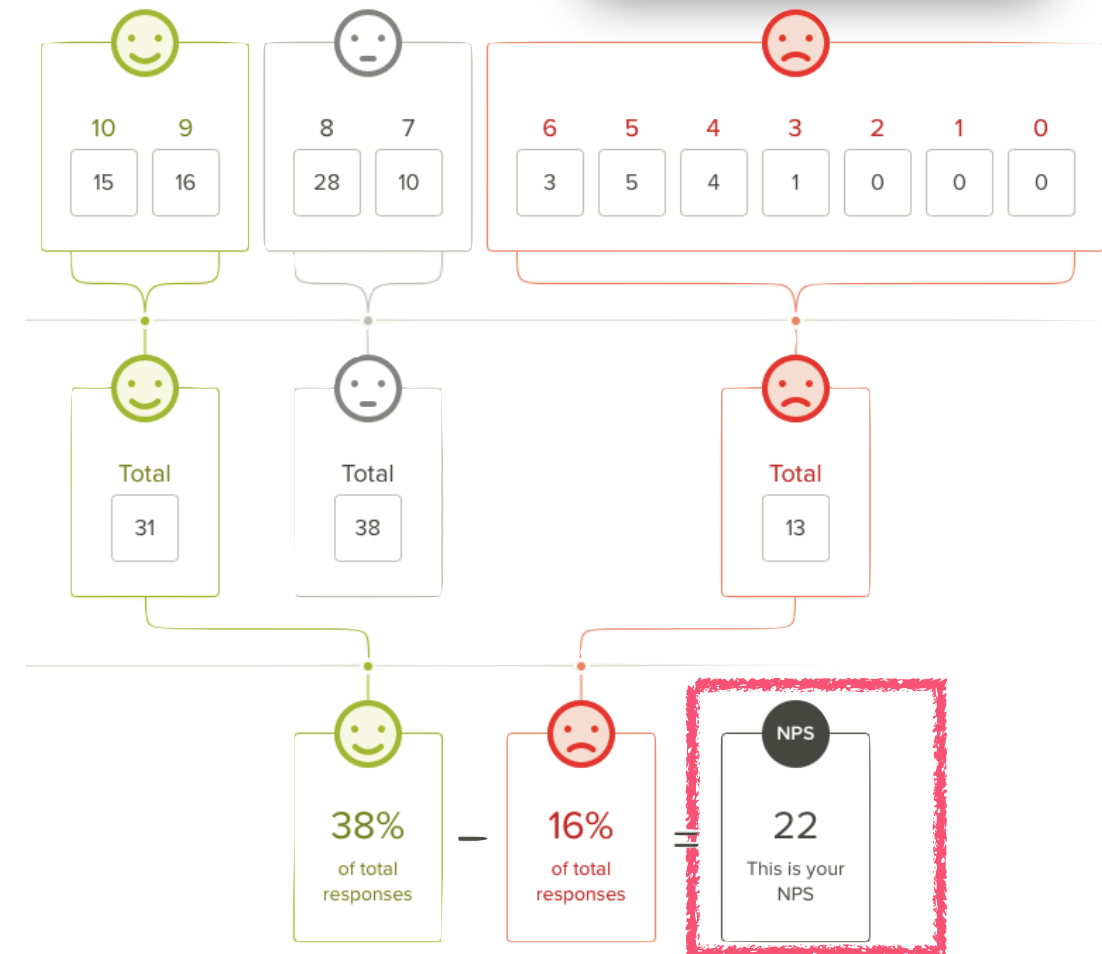 10 9 8 7 6 5 4 3 2 1 0
15 16 28 10 3 5 4 1 0 0 0
Total Total Total
31 38 13
NPS
38% – 16% = 22
of total of total This is your
responses responses NPS